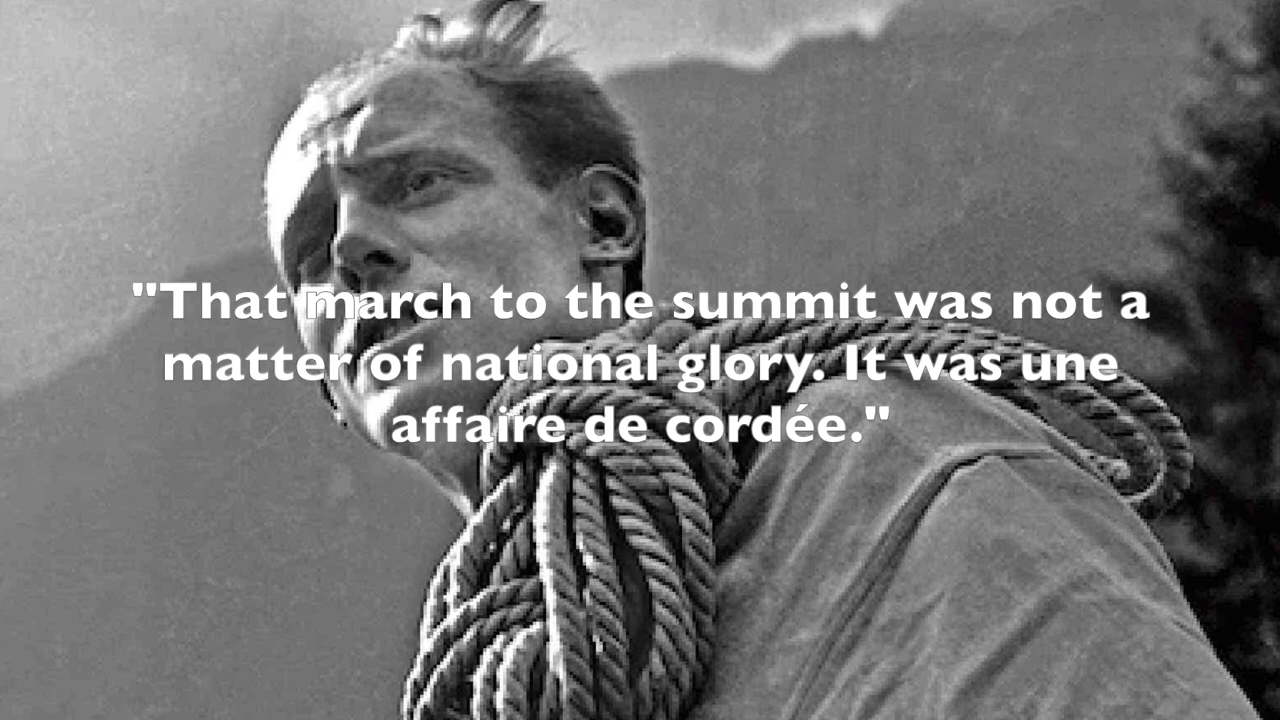 "That march to the summit was not a
matter of national glory. It was une
affaire de cordée."